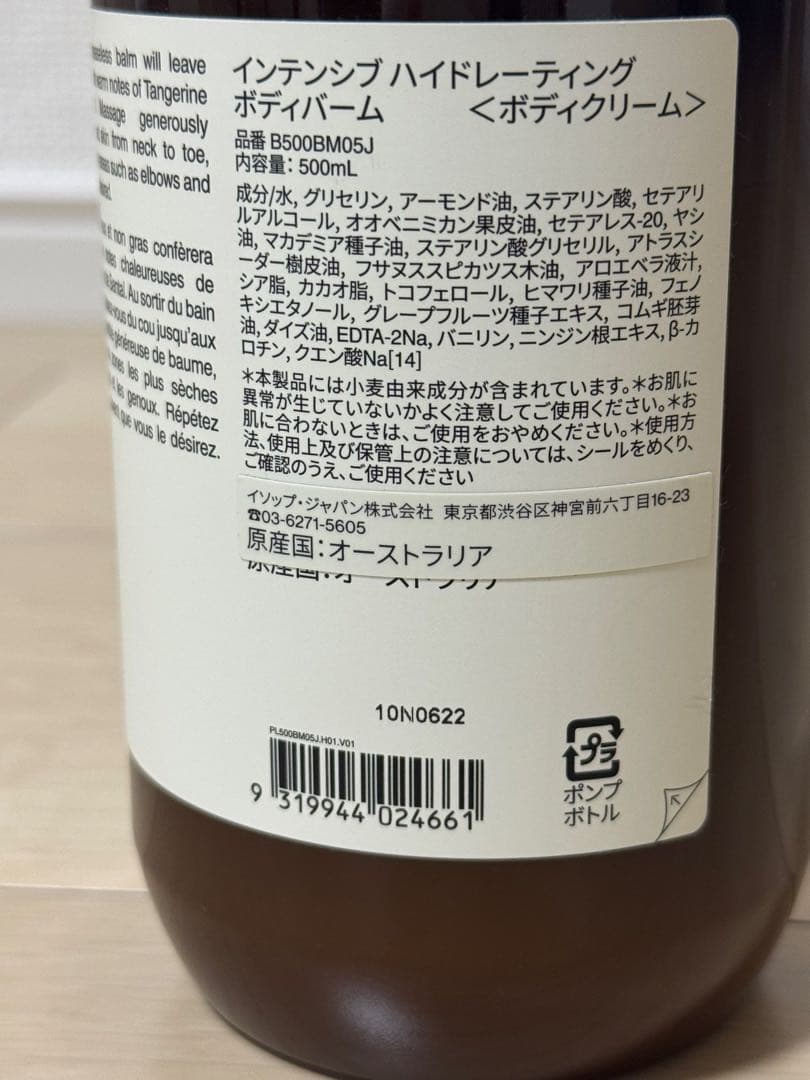 balm will leave
notes of Tangerine
Massage generously
skin from neck to toe,
such as elbows and
et non gras confèrera
notes chaleureuses de
Santal. Au sortir du bain
-vous du cou jusqu'aux
généreuse de baume,
zones les plus sèches
les genoux. Répétez
que vous le désirez.
インテンシブ ハイドレーティング
ボディバーム <ボディクリーム>
品番 B500BM05J
内容量: 500mL
成分/水, グリセリン, アーモンド油, ステアリン酸, セテアリ
ルアルコール, オオベニミカン果皮油, セテアレス-20, ヤシ
油, マカデミア種子油, ステアリン酸グリセリル, アトラスシ
ーダー樹皮油, フサヌススピカツス木油, アロエベラ液汁,
シア脂, カカオ脂, トコフェロール, ヒマワリ種子油, フェノ
キシエタノール, グレープフルーツ種子エキス, コムギ胚芽
油, ダイズ油, EDTA-2Na, バニリン, ニンジン根エキス, β-カ
ロチン, クエン酸Na[14]
*本製品には小麦由来成分が含まれています。*お肌に
異常が生じていないかよく注意してご使用ください。*お
肌に合わないときは、ご使用をおやめください。*使用方
法、使用上及び保管上の注意については、シールをめくり、
ご確認のうえ、ご使用ください
イソップ・ジャパン株式会社 東京都渋谷区神宮前六丁目16-23
☎03-6271-5605
原産国:オーストラリア
原産国:オーストラリア
10N0622
PL500BM05J.H01.V01
9 319944 024661
プラ
ポンプ
ボトル